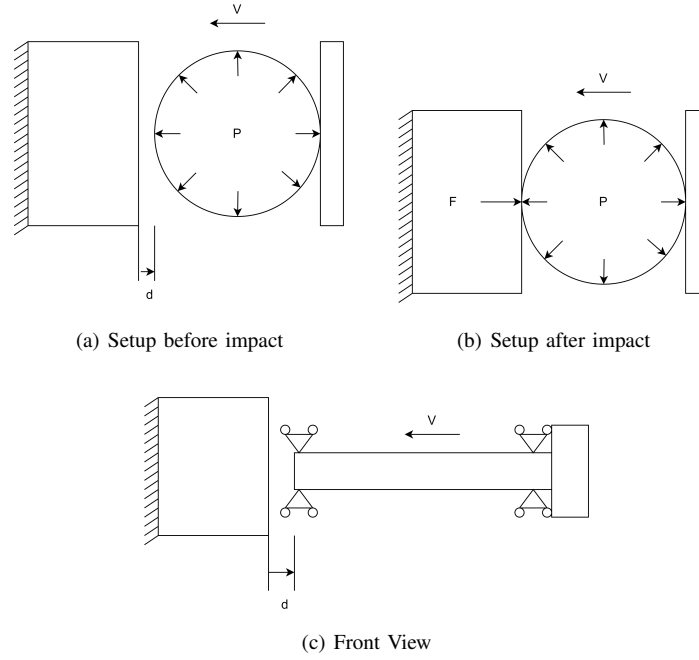 V
P
d
(a) Setup before impact
V
F
P
(b) Setup after impact
V
d
(c) Front View